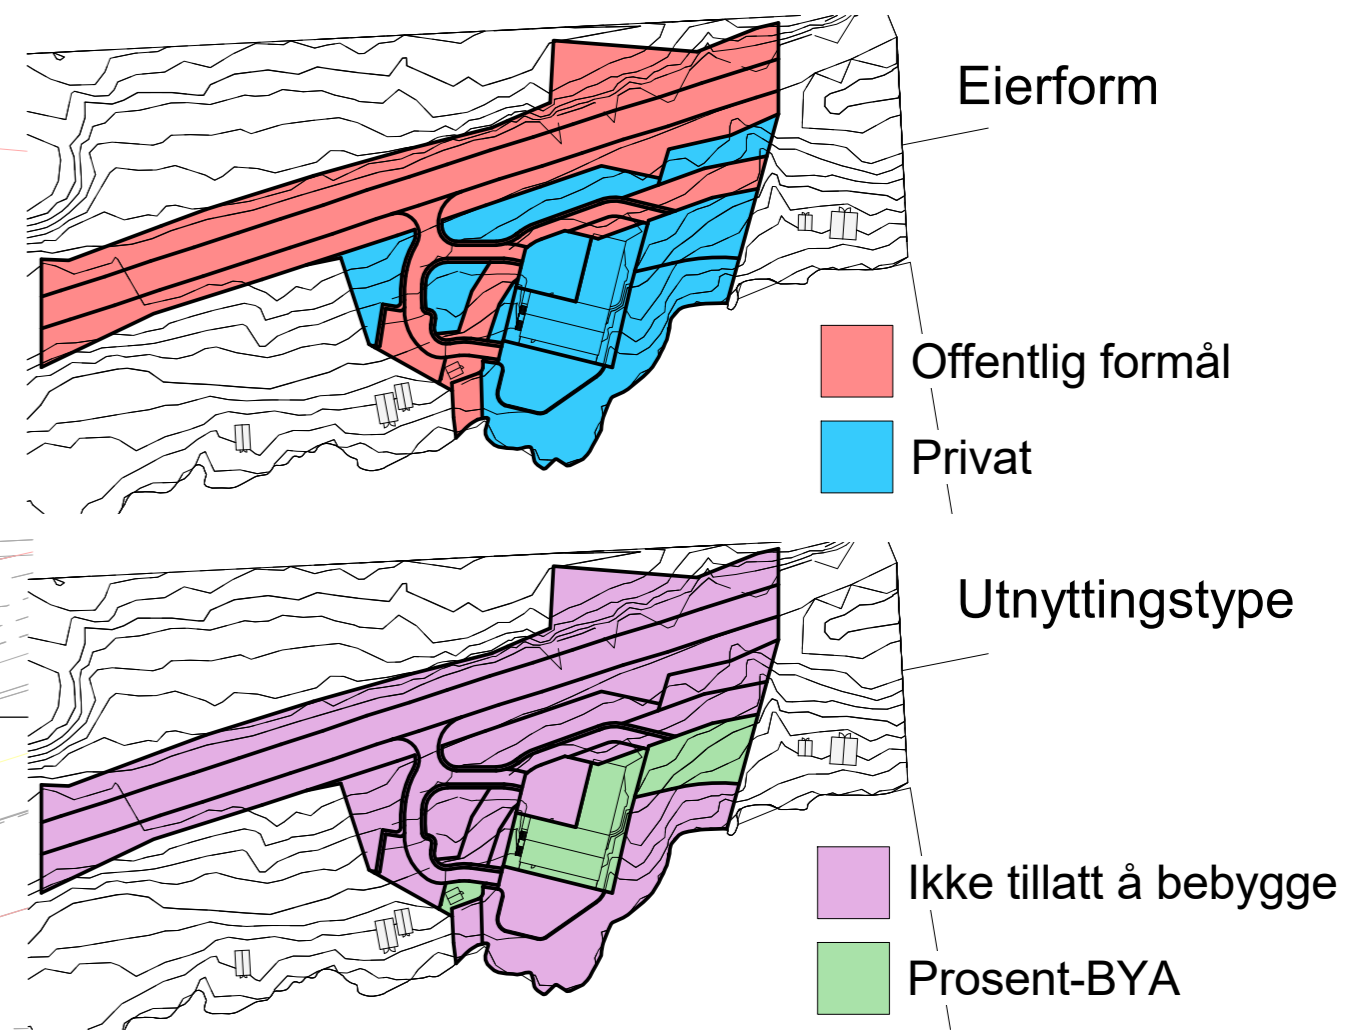 Eierform
Offentlig formål
Privat
Utnyttingstype
Ikke tillatt å bebygge
Prosent-BYA